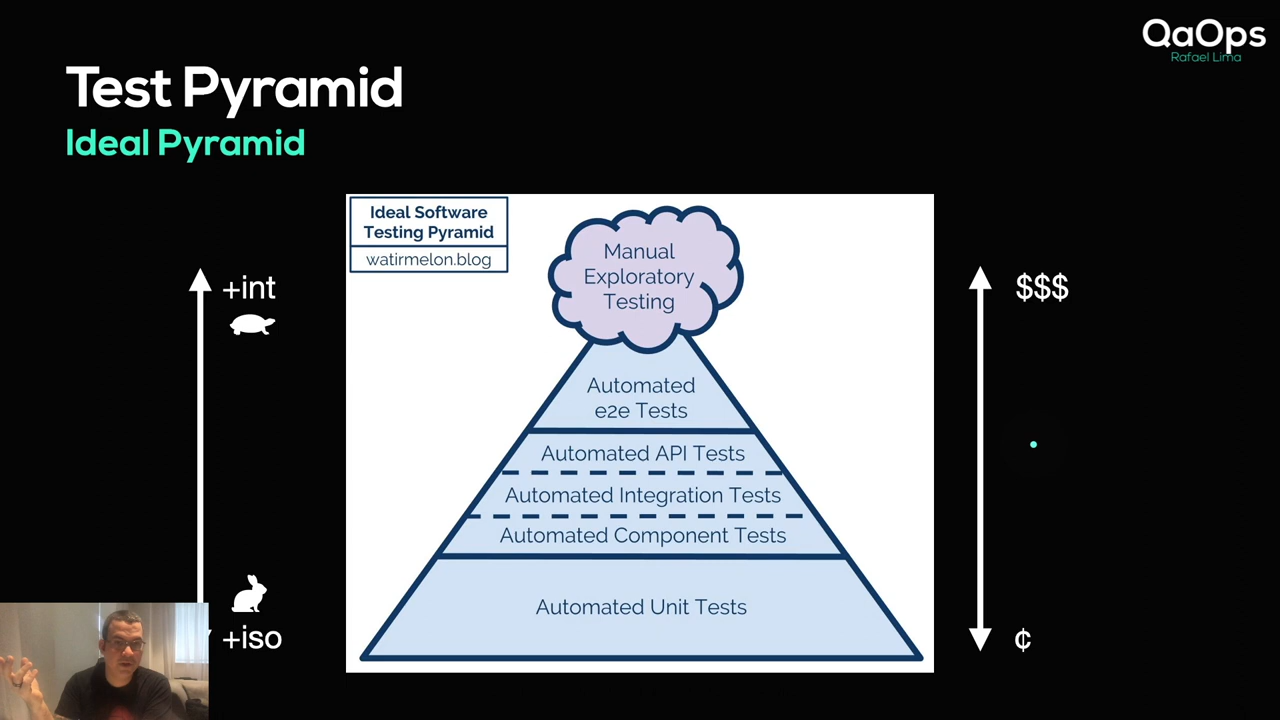 QaOps
Rafael Lima
Test Pyramid
Ideal Pyramid
Ideal Software
Testing Pyramid
watirmelon.blog
Manual
Exploratory
Testing
+int
$$$
Automated
e2e Tests
Automated API Tests
Automated Integration Tests
Automated Component Tests
Automated Unit Tests
+iso
¢